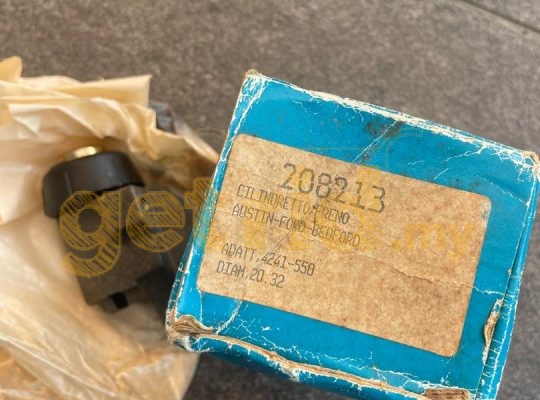 208213
CILINDRETTO FRENO
AUSTIN-FORD-BEDFORD
ADATT.4241-550
DIAM.20.32